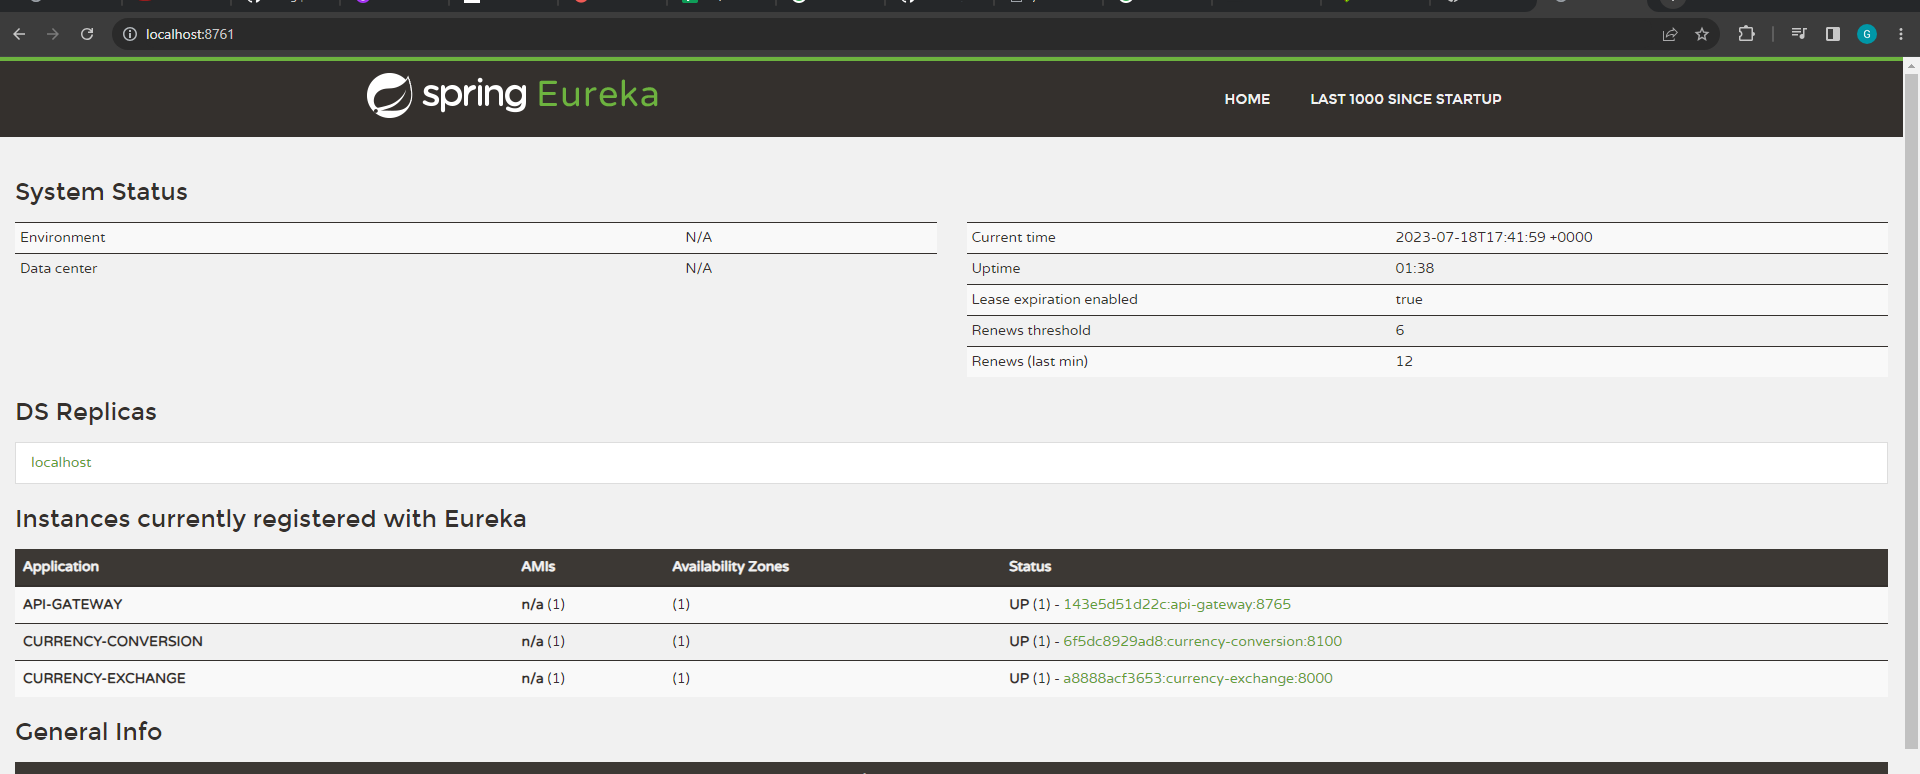 localhost:8761
G
spring Eureka
HOME LAST 1000 SINCE STARTUP
System Status
Environment N/A
Data center N/A
Current time 2023-07-18T17:41:59 +0000
Uptime 01:38
Lease expiration enabled true
Renews threshold 6
Renews (last min) 12
DS Replicas
localhost
Instances currently registered with Eureka
Application AMIs Availability Zones Status
API-GATEWAY n/a (1) (1) UP (1) - 143e5d51d22c:api-gateway:8765
CURRENCY-CONVERSION n/a (1) (1) UP (1) - 6f5dc8929ad8:currency-conversion:8100
CURRENCY-EXCHANGE n/a (1) (1) UP (1) - a8888acf3653:currency-exchange:8000
General Info